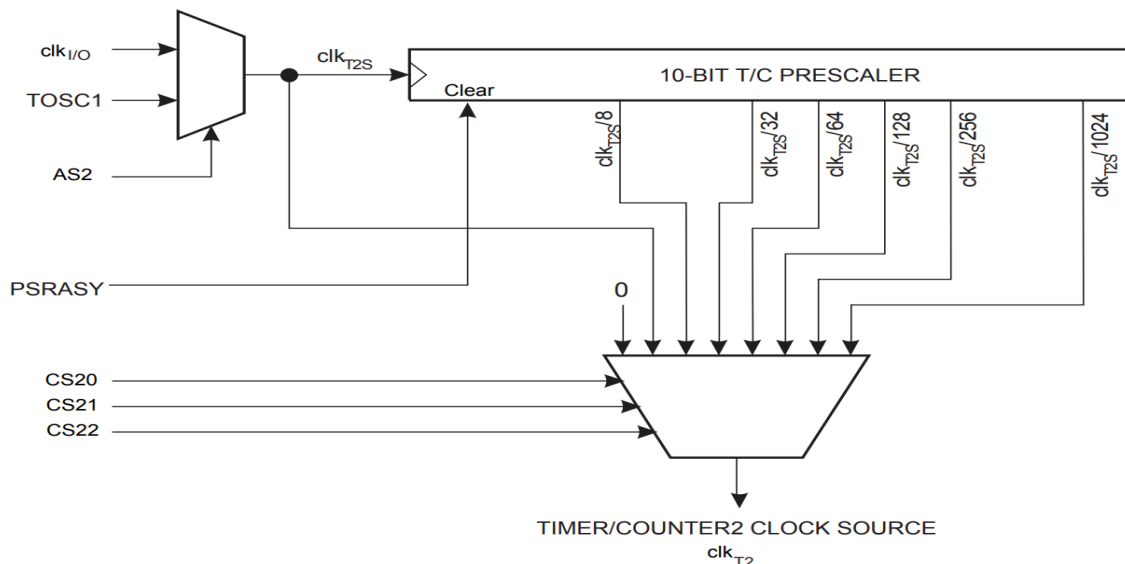 clkI/O
TOSC1
AS2
clkT2S
10-BIT T/C PRESCALER
Clear
clkT2S/8
clkT2S/32
clkT2S/64
clkT2S/128
clkT2S/256
clkT2S/1024
PSRASY
0
CS20
CS21
CS22
TIMER/COUNTER2 CLOCK SOURCE
clkT2